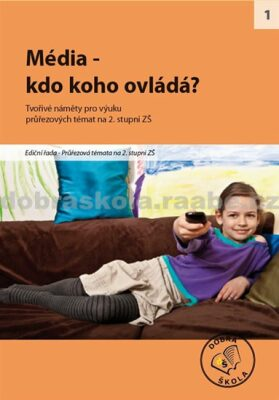 1
Média -
kdo koho ovládá?
Tvořivé náměty pro výuku
průřezových témat na 2. stupni ZŠ
Ediční řada - Průřezová témata na 2. stupni ZŠ
dobraskola.raabe.cz
DOBRÁ
Š
ŠKOLA